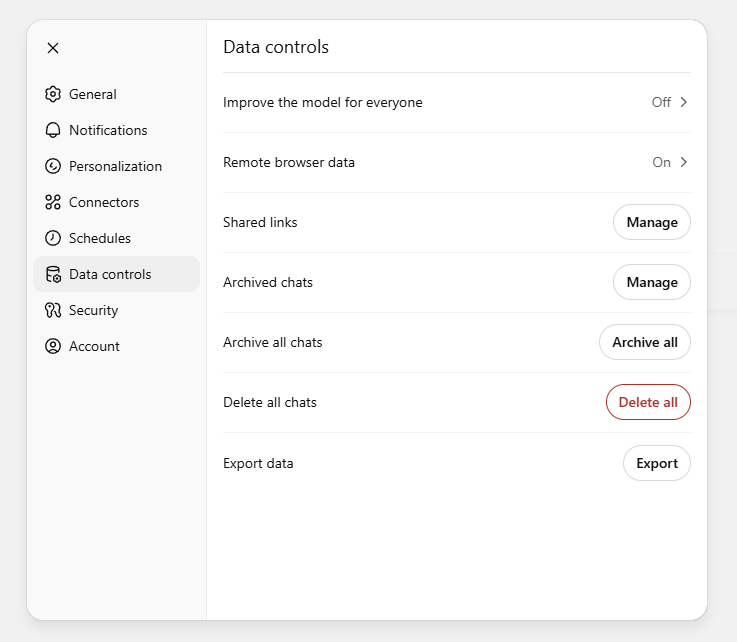 General
Notifications
Personalization
Connectors
Schedules
Data controls
Security
Account
Data controls
Improve the model for everyone Off
Remote browser data On
Shared links Manage
Archived chats Manage
Archive all chats Archive all
Delete all chats Delete all
Export data Export